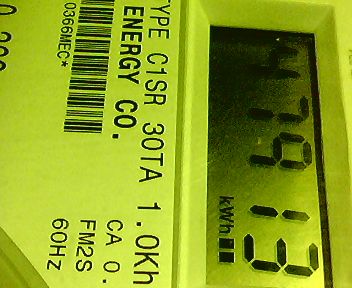 47913
kWh
TYPE C1SR 30TA 1.0Kh
ENERGY CO.
CA 0.
FM2S
60Hz
0366MEC*